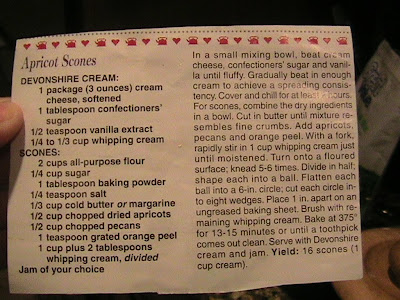 Apricot Scones
DEVONSHIRE CREAM:
1 package (3 ounces) cream
cheese, softened
1 tablespoon confectioners'
sugar
1/2 teaspoon vanilla extract
1/4 to 1/3 cup whipping cream
SCONES:
2 cups all-purpose flour
1/4 cup sugar
1 tablespoon baking powder
1/4 teaspoon salt
1/3 cup cold butter or margarine
1/2 cup chopped dried apricots
1/2 cup chopped pecans
1 teaspoon grated orange peel
1 cup plus 2 tablespoons
whipping cream, divided
Jam of your choice
In a small mixing bowl, beat cream
cheese, confectioners' sugar and vanil-
la until fluffy. Gradually beat in enough
cream to achieve a spreading consis-
tency. Cover and chill for at least 2 hours.
For scones, combine the dry ingredients
in a bowl. Cut in butter until mixture re-
sembles fine crumbs. Add apricots,
pecans and orange peel. With a fork,
rapidly stir in 1 cup whipping cream just
until moistened. Turn onto a floured
surface; knead 5-6 times. Divide in half;
shape each into a ball. Flatten each
ball into a 6-in. circle; cut each circle in-
to eight wedges. Place 1 in. apart on an
ungreased baking sheet. Brush with re-
maining whipping cream. Bake at 375°
for 13-15 minutes or until a toothpick
comes out clean. Serve with Devonshire
cream and jam. Yield: 16 scones (1
cup cream).